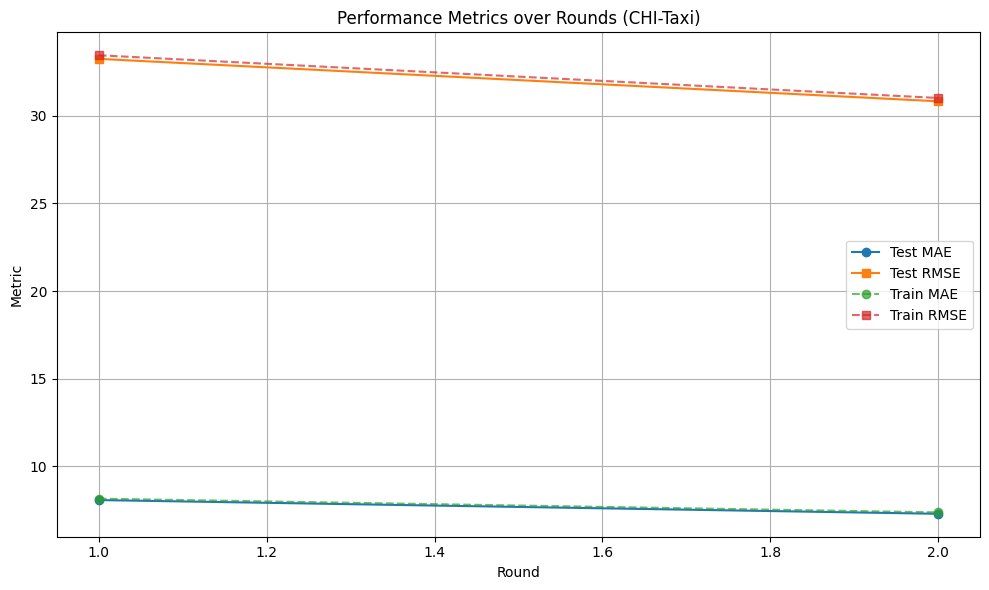 Performance Metrics over Rounds (CHI-Taxi)
30
25
20
15
10
Metric
Test MAE
Test RMSE
Train MAE
Train RMSE
1.0
1.2
1.4
1.6
1.8
2.0
Round